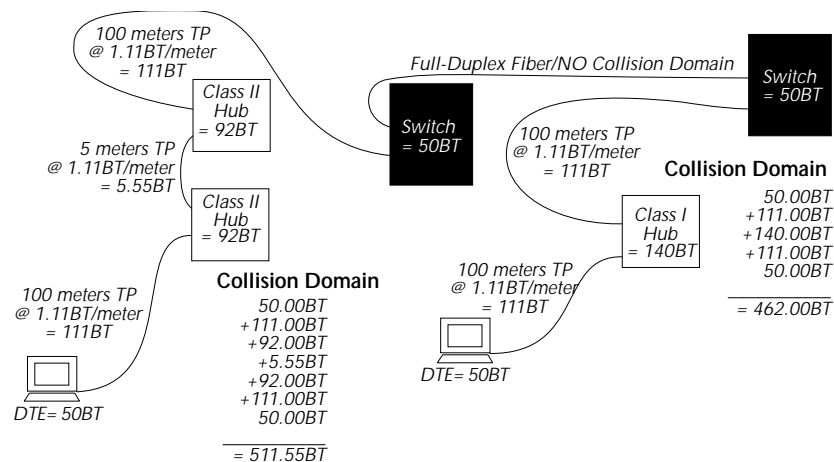 100 meters TP
@ 1.11BT/meter
= 111BT
Class II
Hub
= 92BT
5 meters TP
@ 1.11BT/meter
= 5.55BT
Class II
Hub
= 92BT
100 meters TP
@ 1.11BT/meter
= 111BT
DTE= 50BT
Collision Domain
50.00BT
+111.00BT
+92.00BT
+5.55BT
+92.00BT
+111.00BT
50.00BT
= 511.55BT
Switch
= 50BT
Full-Duplex Fiber/NO Collision Domain
Switch
= 50BT
100 meters TP
@ 1.11BT/meter
= 111BT
Class I
Hub
= 140BT
100 meters TP
@ 1.11BT/meter
= 111BT
DTE= 50BT
Collision Domain
50.00BT
+111.00BT
+140.00BT
+111.00BT
50.00BT
= 462.00BT